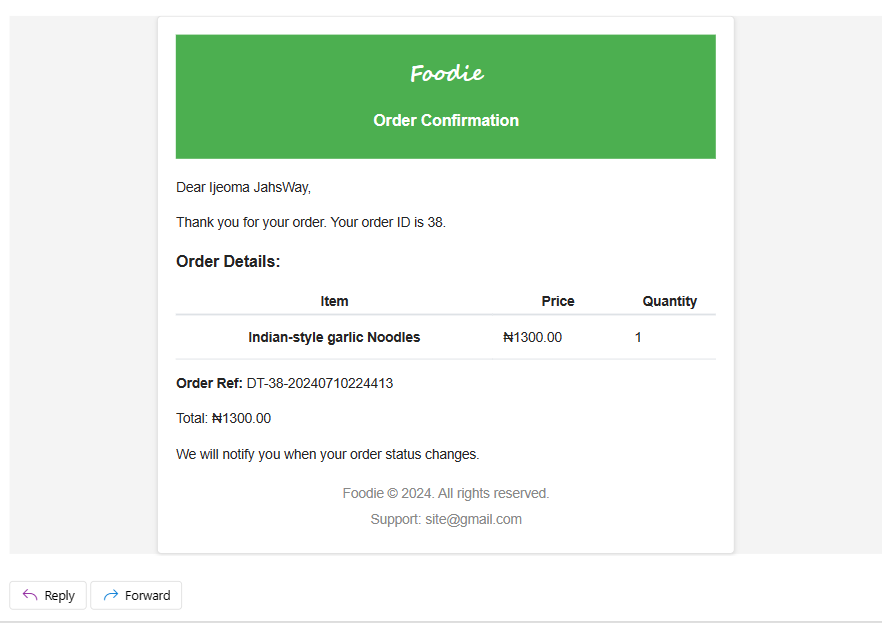 Foodie
Order Confirmation
Dear Ijeoma JahsWay,
Thank you for your order. Your order ID is 38.
Order Details:
Item Price Quantity
Indian-style garlic Noodles ₦1300.00 1
Order Ref: DT-38-20240710224413
Total: ₦1300.00
We will notify you when your order status changes.
Foodie © 2024. All rights reserved.
Support: site@gmail.com
Reply Forward